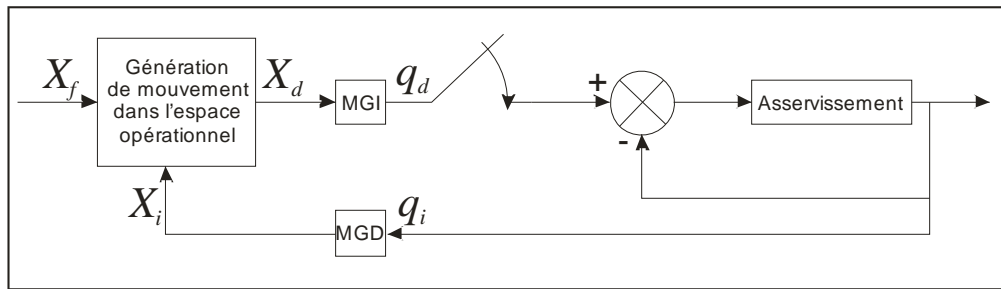 X_f
Génération
de mouvement
dans l'espace
opérationnel
X_d
MGI
q_d
+
-
Asservissement
X_i
MGD
q_i